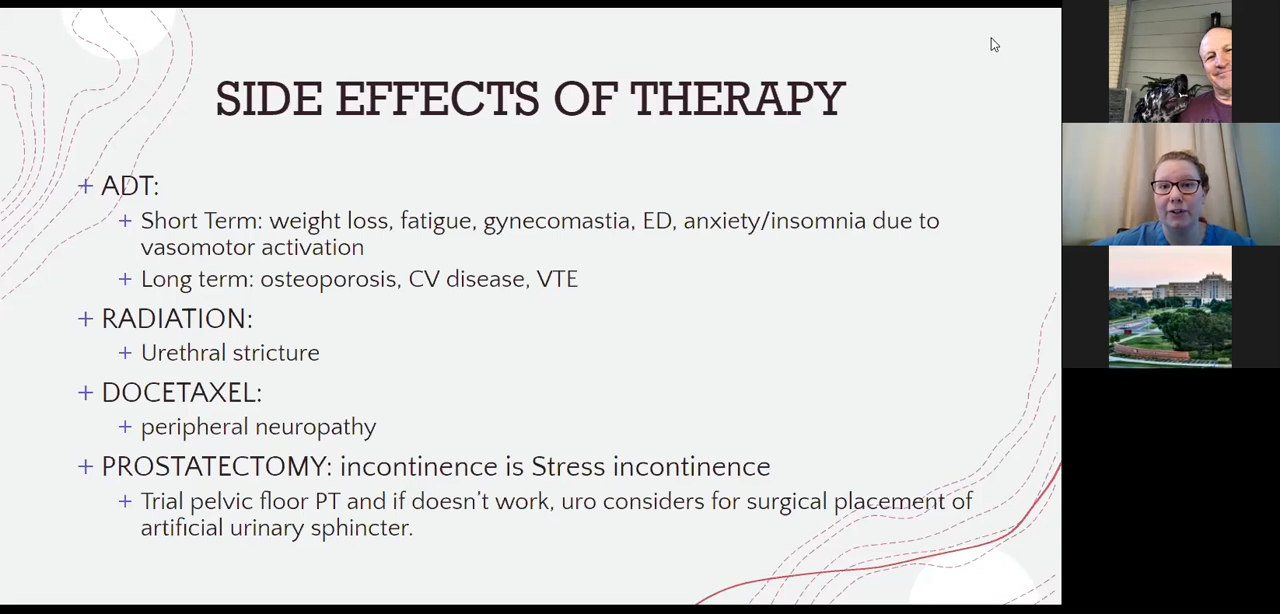 SIDE EFFECTS OF THERAPY
+ ADT:
+ Short Term: weight loss, fatigue, gynecomastia, ED, anxiety/insomnia due to
vasomotor activation
+ Long term: osteoporosis, CV disease, VTE
+ RADIATION:
+ Urethral stricture
+ DOCETAXEL:
+ peripheral neuropathy
+ PROSTATECTOMY: incontinence is Stress incontinence
+ Trial pelvic floor PT and if doesn't work, uro considers for surgical placement of
artificial urinary sphincter.